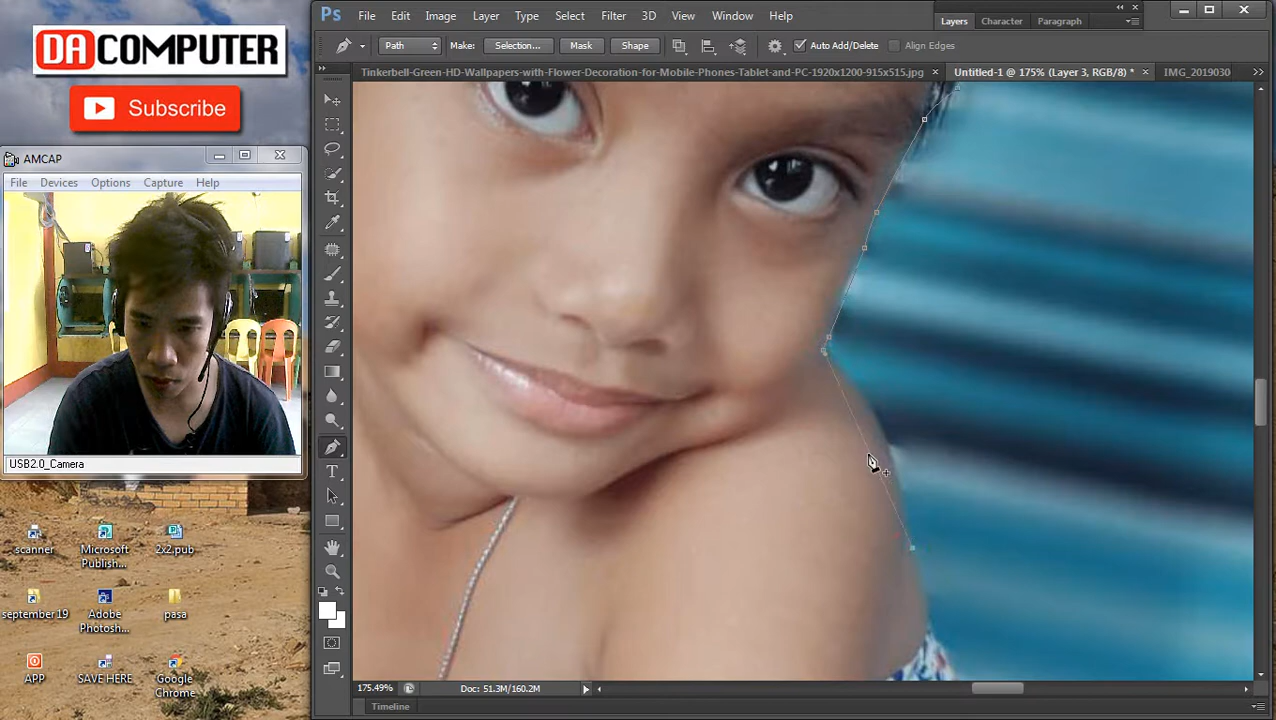 DACOMPUTER
Subscribe
AMCAP
File Devices Options Capture Help
USB2.0_Camera
scanner
Microsoft Publish...
2x2.pub
september 19
Adobe Photosh...
pasa
APP
SAVE HERE
Google Chrome
Ps File Edit Image Layer Type Select Filter 3D View Window Help
Layers Character Paragraph
Path Make: Selection... Mask Shape Auto Add/Delete Align Edges
Tinkerbell-Green-HD-Wallpapers-with-Flower-Decoration-for-Mobile-Phones-Tablet-and-PC-1920x1200-915x515.jpg
Untitled-1 @ 175% (Layer 3, RGB/8) *
IMG_2019030
T
175.49% Doc: 51.3M/160.2M
Timeline